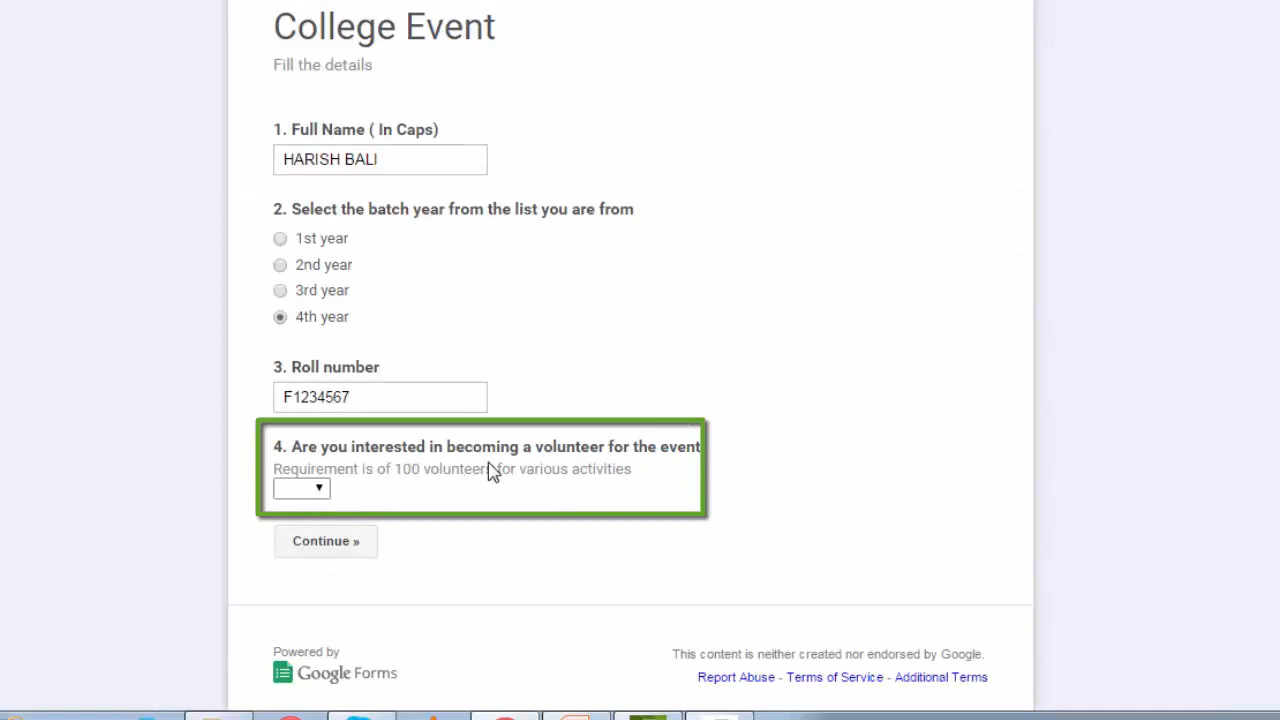 College Event
Fill the details
1. Full Name ( In Caps)
HARISH BALI
2. Select the batch year from the list you are from
1st year
2nd year
3rd year
4th year
3. Roll number
F1234567
4. Are you interested in becoming a volunteer for the event
Requirement is of 100 volunteers for various activities
Continue »
Powered by
Google Forms
This content is neither created nor endorsed by Google.
Report Abuse - Terms of Service - Additional Terms